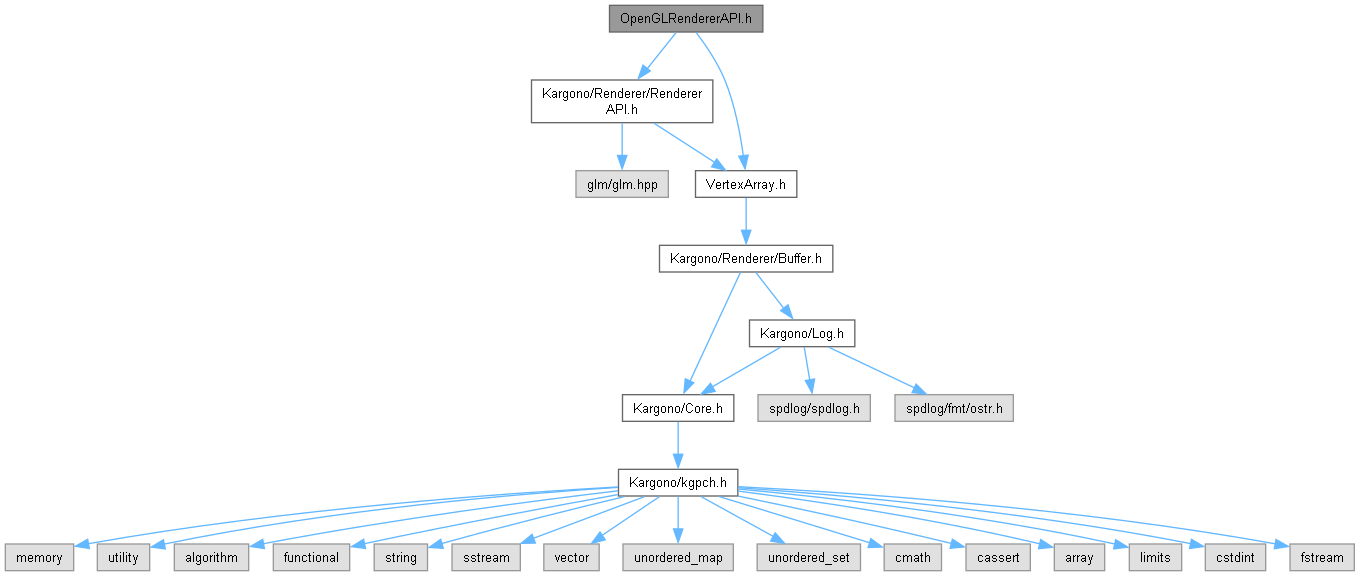 OpenGLRendererAPI.h
Kargono/Renderer/Renderer
API.h
glm/glm.hpp
VertexArray.h
Kargono/Renderer/Buffer.h
Kargono/Log.h
Kargono/Core.h
spdlog/spdlog.h
spdlog/fmt/ostr.h
Kargono/kgpch.h
memory
utility
algorithm
functional
string
sstream
vector
unordered_map
unordered_set
cmath
cassert
array
limits
cstdint
fstream